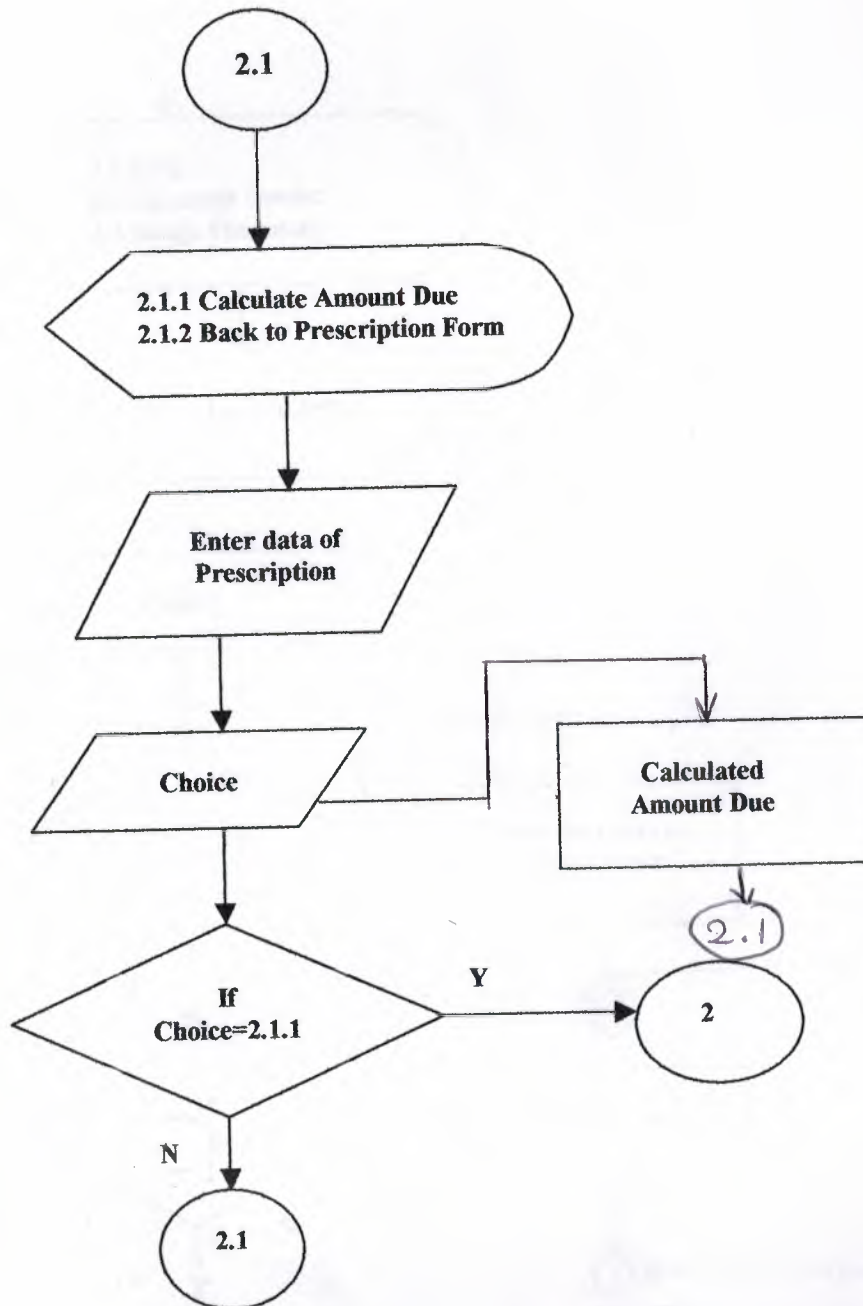 2.1
2.1.1 Calculate Amount Due
2.1.2 Back to Prescription Form
Enter data of
Prescription
Choice
Calculated
Amount Due
2.1
If
Choice=2.1.1
Y
2
N
2.1